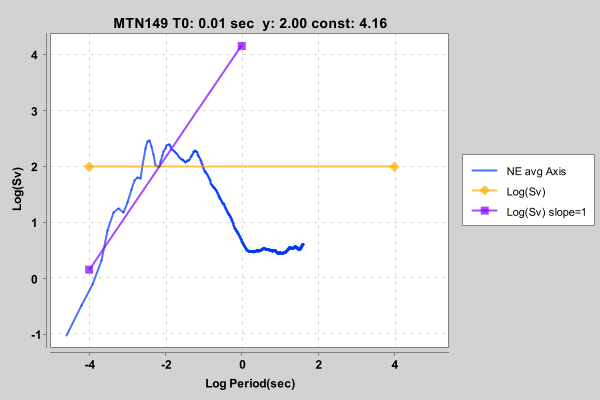 MTN149 T0: 0.01 sec  y: 2.00 const: 4.16
4
3
2
1
0
-1
Log(Sv)
-4
-2
0
2
4
Log Period(sec)
NE avg Axis
Log(Sv)
Log(Sv) slope=1